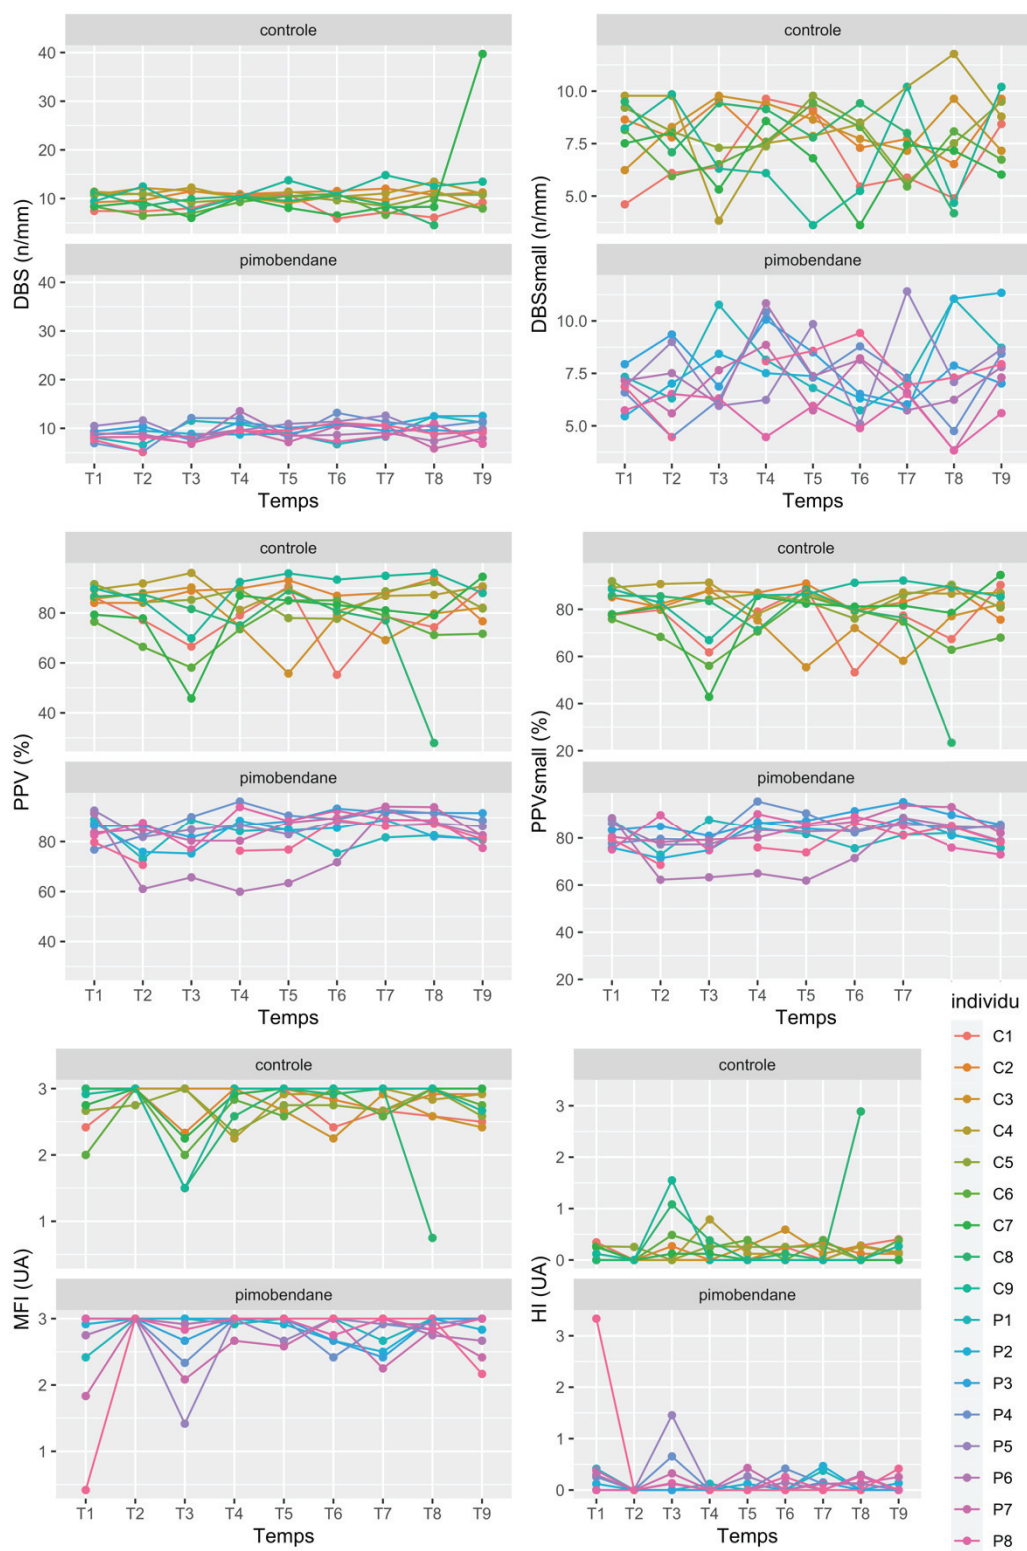 controle
40
30
20
10
DBS (n/mm)
pimobendane
40
30
20
10
T1 T2 T3 T4 T5 T6 T7 T8 T9
Temps
controle
10.0
7.5
5.0
DBSsmall (n/mm)
pimobendane
10.0
7.5
5.0
T1 T2 T3 T4 T5 T6 T7 T8 T9
Temps
controle
80
60
40
PPV (%)
pimobendane
80
60
40
T1 T2 T3 T4 T5 T6 T7 T8 T9
Temps
controle
80
60
40
20
PPVsmall (%)
pimobendane
80
60
40
20
T1 T2 T3 T4 T5 T6 T7
Temps
controle
3
2
1
MFI (UA)
pimobendane
3
2
1
T1 T2 T3 T4 T5 T6 T7 T8 T9
Temps
controle
3
2
1
0
HI (UA)
pimobendane
3
2
1
0
T1 T2 T3 T4 T5 T6 T7 T8 T9
Temps
individu
C1
C2
C3
C4
C5
C6
C7
C8
C9
P1
P2
P3
P4
P5
P6
P7
P8